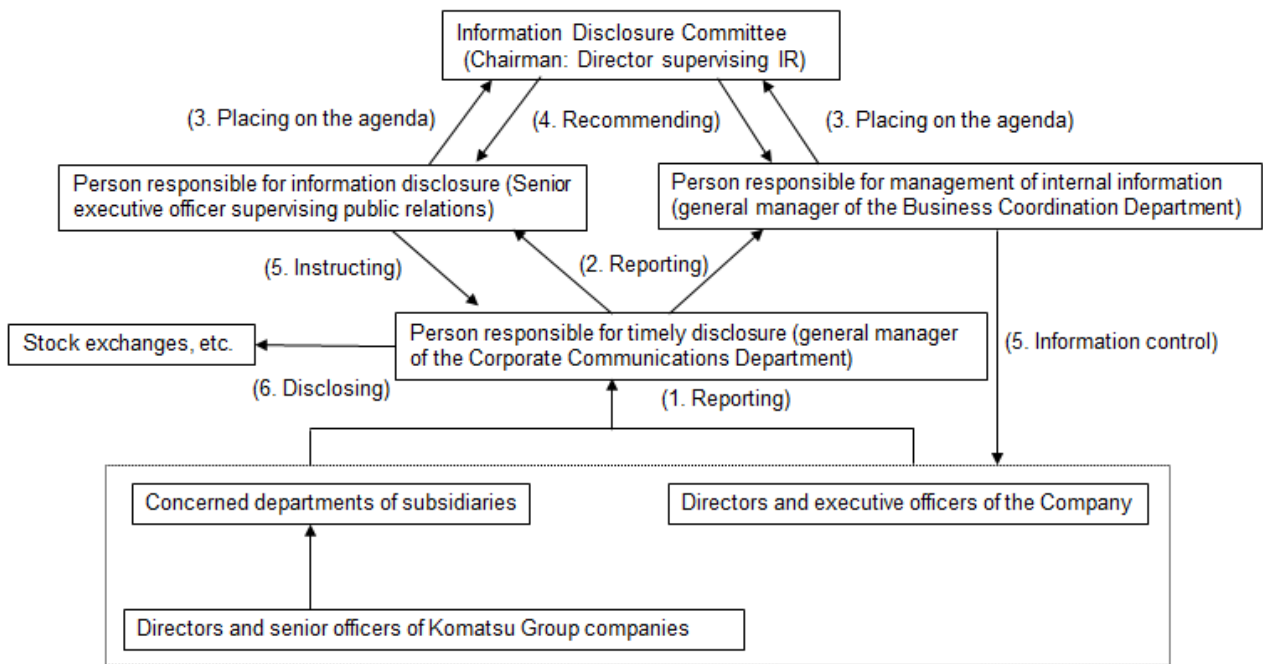 Information Disclosure Committee
(Chairman: Director supervising IR)
(3. Placing on the agenda)
(4. Recommending)
(3. Placing on the agenda)
Person responsible for information disclosure (Senior
executive officer supervising public relations)
Person responsible for management of internal information
(general manager of the Business Coordination Department)
(5. Instructing)
(2. Reporting)
Person responsible for timely disclosure (general manager
of the Corporate Communications Department)
Stock exchanges, etc.
(5. Information control)
(6. Disclosing)
(1. Reporting)
Concerned departments of subsidiaries
Directors and executive officers of the Company
Directors and senior officers of Komatsu Group companies